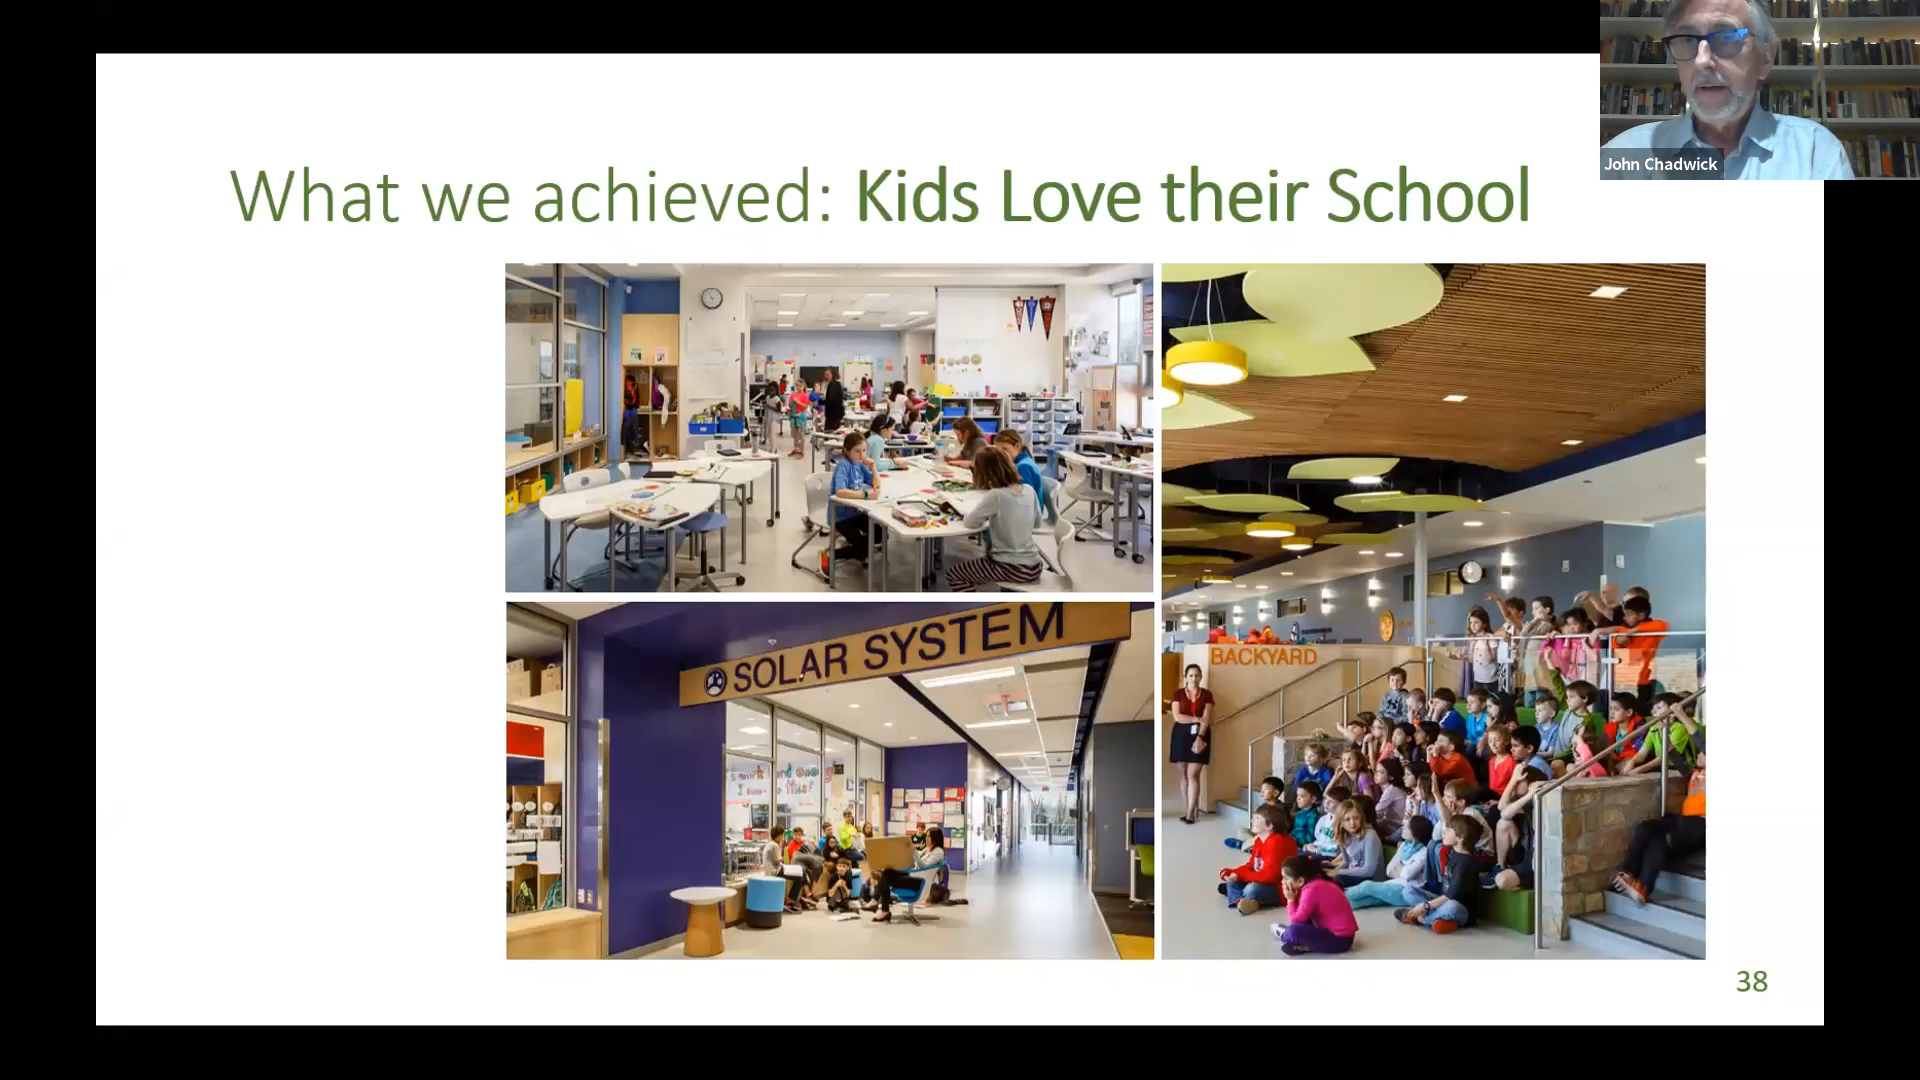 John Chadwick
What we achieved: Kids Love their School
SOLAR SYSTEM
BACKYARD
38